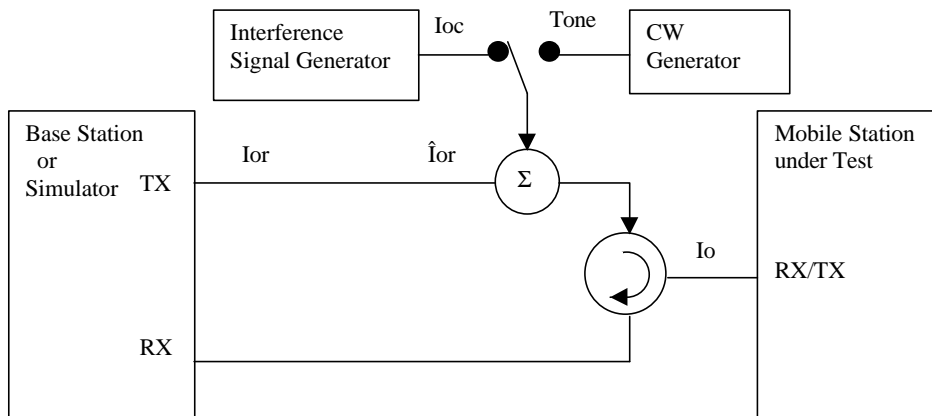 Interference
Signal Generator
Ioc
Tone
CW
Generator
Base Station
or
Simulator
TX
Ior
Îor
Σ
Mobile Station
under Test
Io
RX/TX
RX